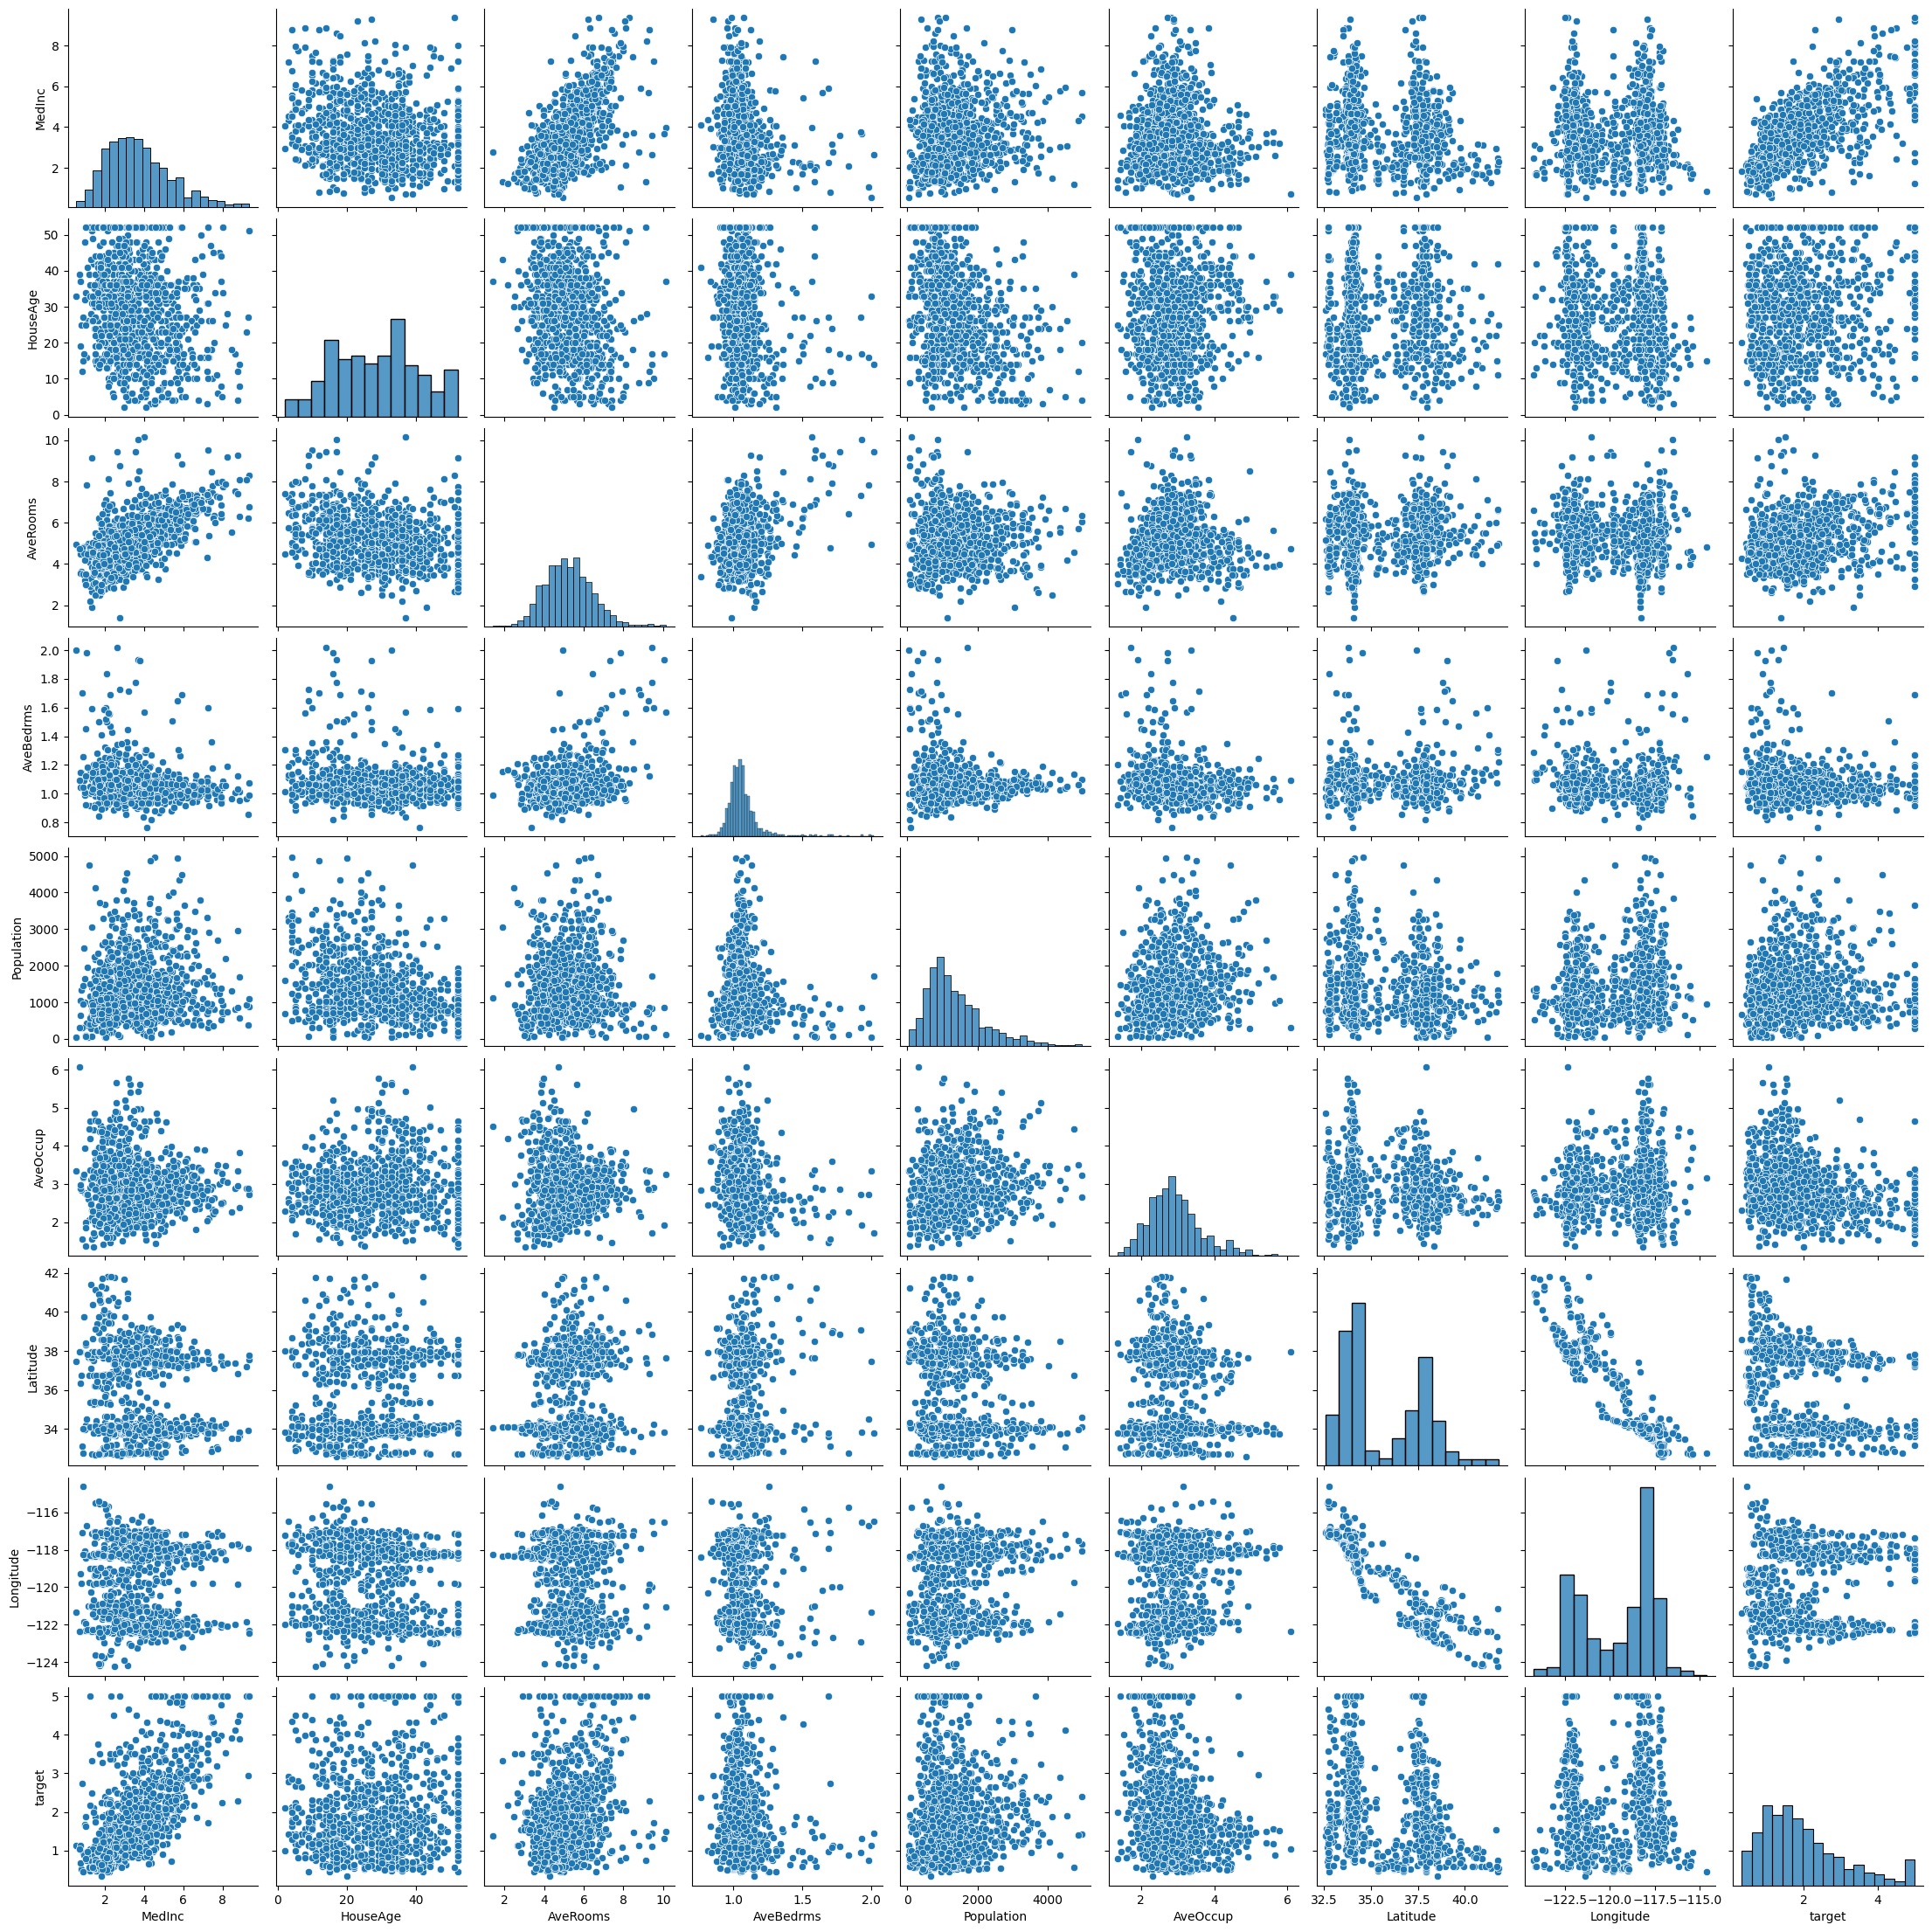 8
6
4
2
MedInc
50
40
30
20
10
0
HouseAge
10
8
6
4
2
AveRooms
2.0
1.8
1.6
1.4
1.2
1.0
0.8
AveBedrms
5000
4000
3000
2000
1000
0
Population
6
5
4
3
2
AveOccup
42
40
38
36
34
Latitude
−116
−118
−120
−122
−124
Longitude
5
4
3
2
1
target
2 4 6 8
0 20 40
2 4 6 8 10
1.0 1.5 2.0
0 2000 4000
2 4 6
32.5 35.0 37.5 40.0
−122.5 −120.0 −117.5 −115.0
2 4
MedInc HouseAge AveRooms AveBedrms Population AveOccup Latitude Longitude target